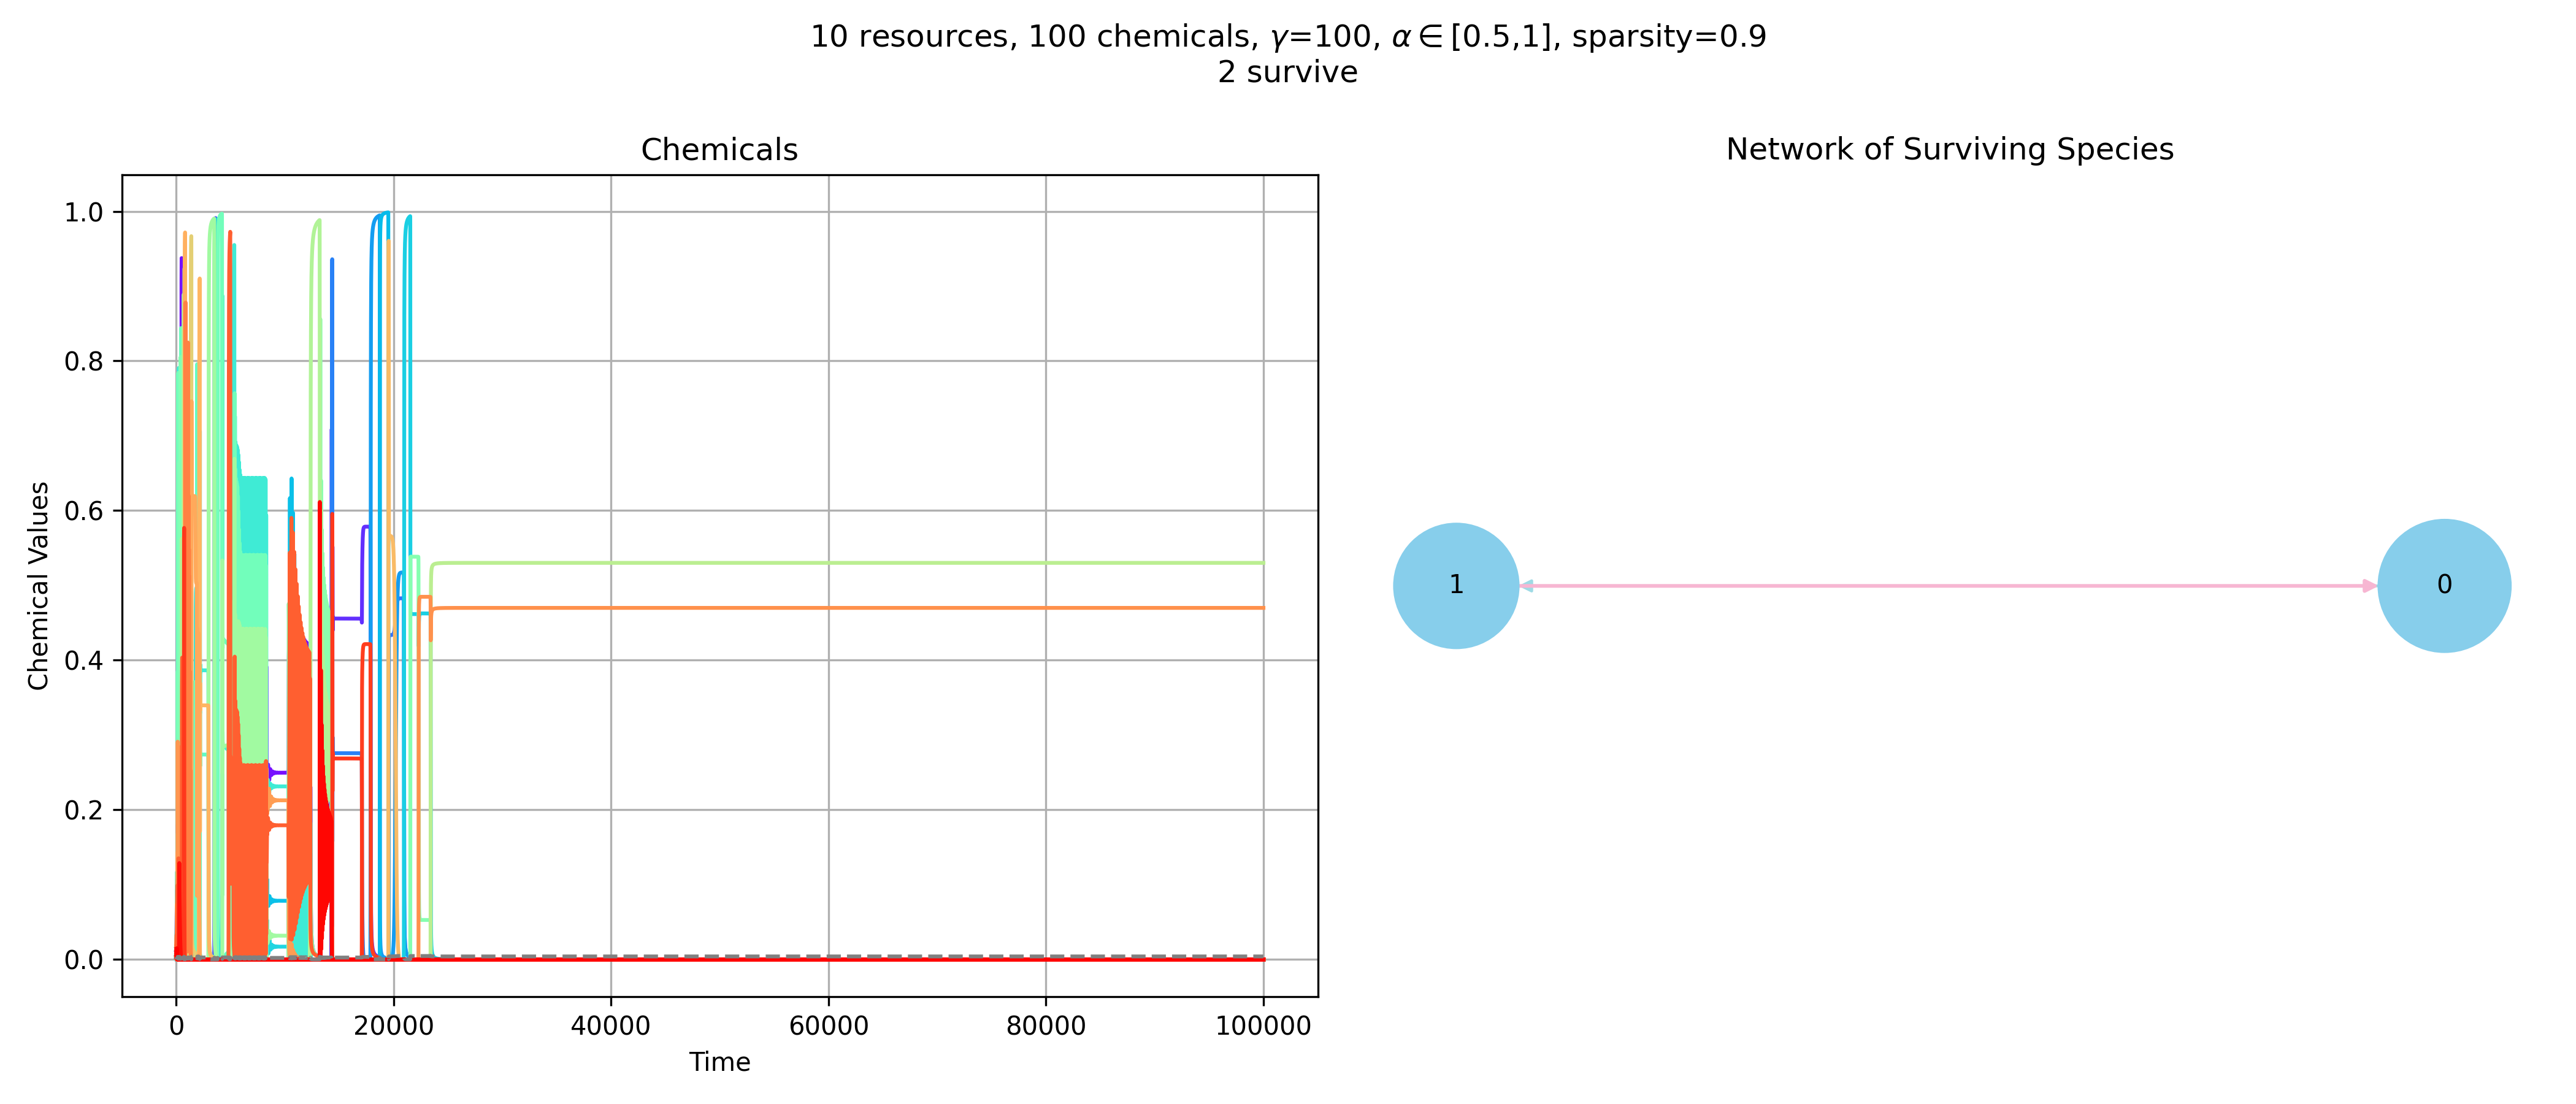 10 resources, 100 chemicals, γ=100, α ∈ [0.5,1], sparsity=0.9
2 survive
Chemicals
Network of Surviving Species
Chemical Values
1.0
0.8
0.6
0.4
0.2
0.0
0
20000
40000
60000
80000
100000
Time
1
0